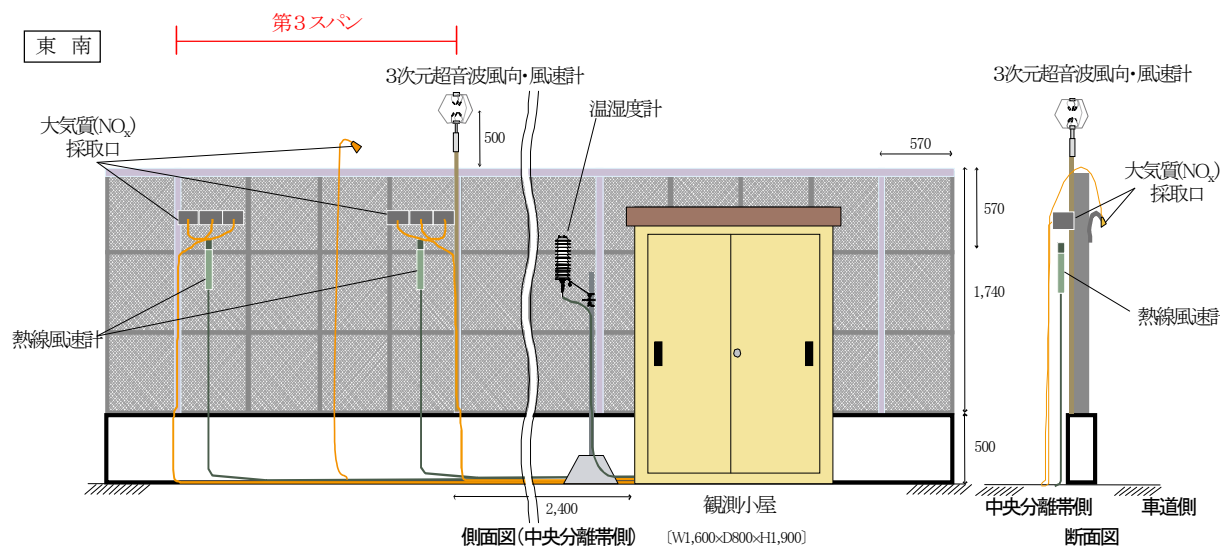 第3スパン
東 南
3次元超音波風向・風速計
3次元超音波風向・風速計
大気質(NOx)
採取口
500
温湿度計
570
大気質(NOx)
採取口
570
1,740
熱線風速計
熱線風速計
500
2,400
観測小屋
中央分離帯側
車道側
側面図(中央分離帯側)
〔W1,600×D800×H1,900〕
断面図